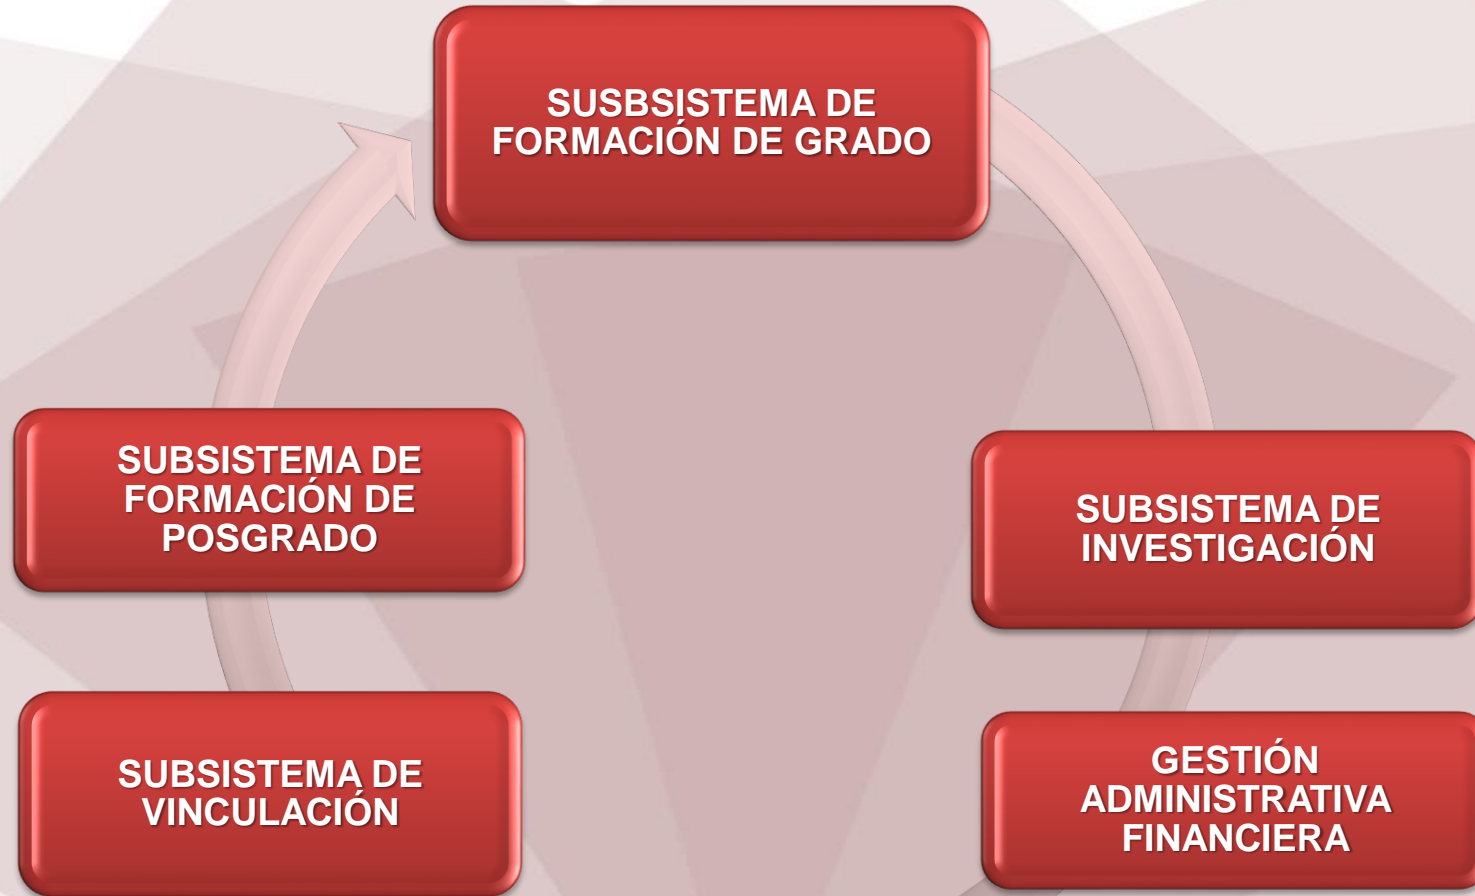 SUSBSISTEMA DE
FORMACIÓN DE GRADO
SUBSISTEMA DE
FORMACIÓN DE
POSGRADO
SUBSISTEMA DE
INVESTIGACIÓN
SUBSISTEMA DE
VINCULACIÓN
GESTIÓN
ADMINISTRATIVA
FINANCIERA